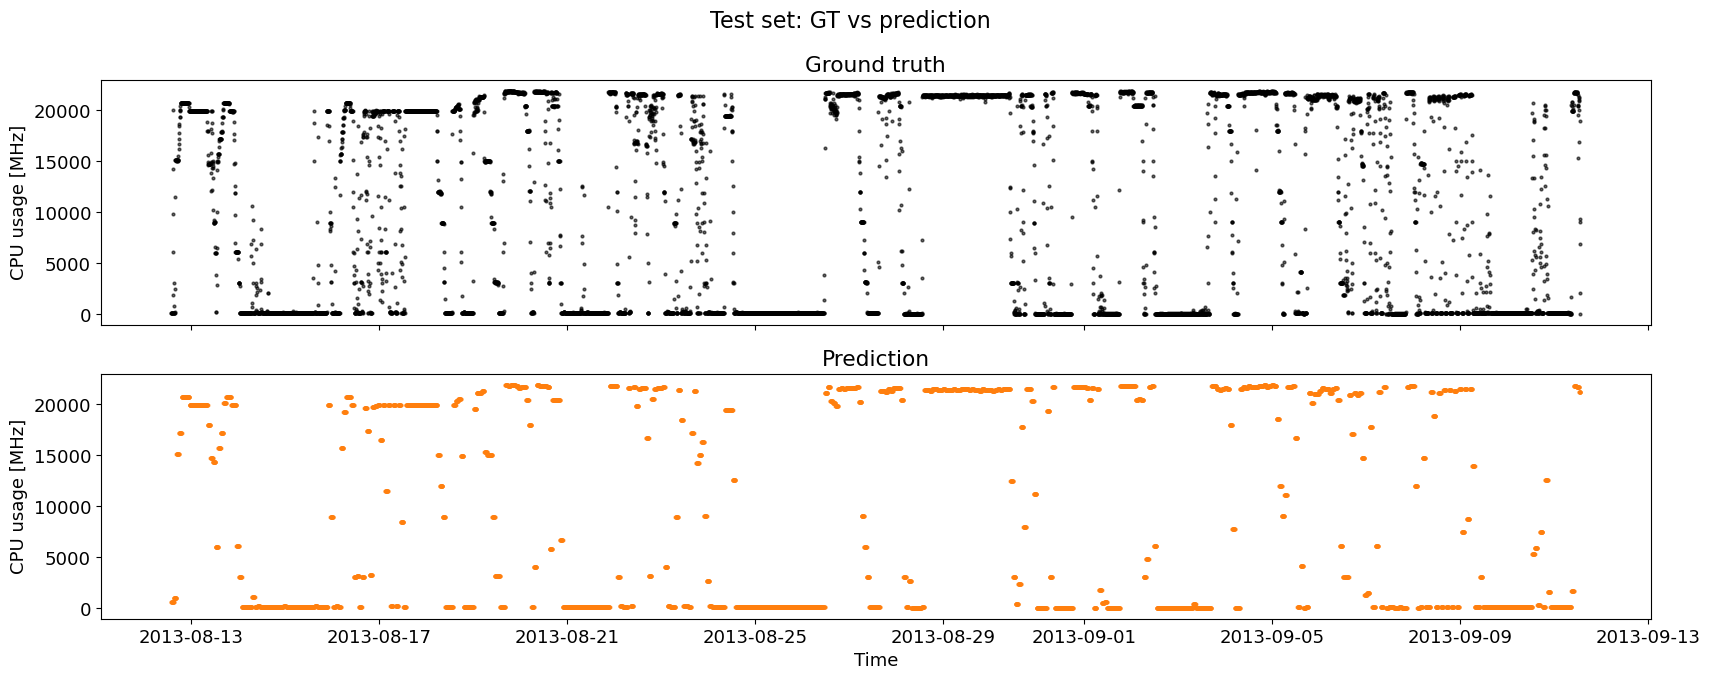 Test set: GT vs prediction
Ground truth
CPU usage [MHz]
20000
15000
10000
5000
0
Prediction
CPU usage [MHz]
20000
15000
10000
5000
0
2013-08-13 2013-08-17 2013-08-21 2013-08-25 2013-08-29 2013-09-01 2013-09-05 2013-09-09 2013-09-13
Time